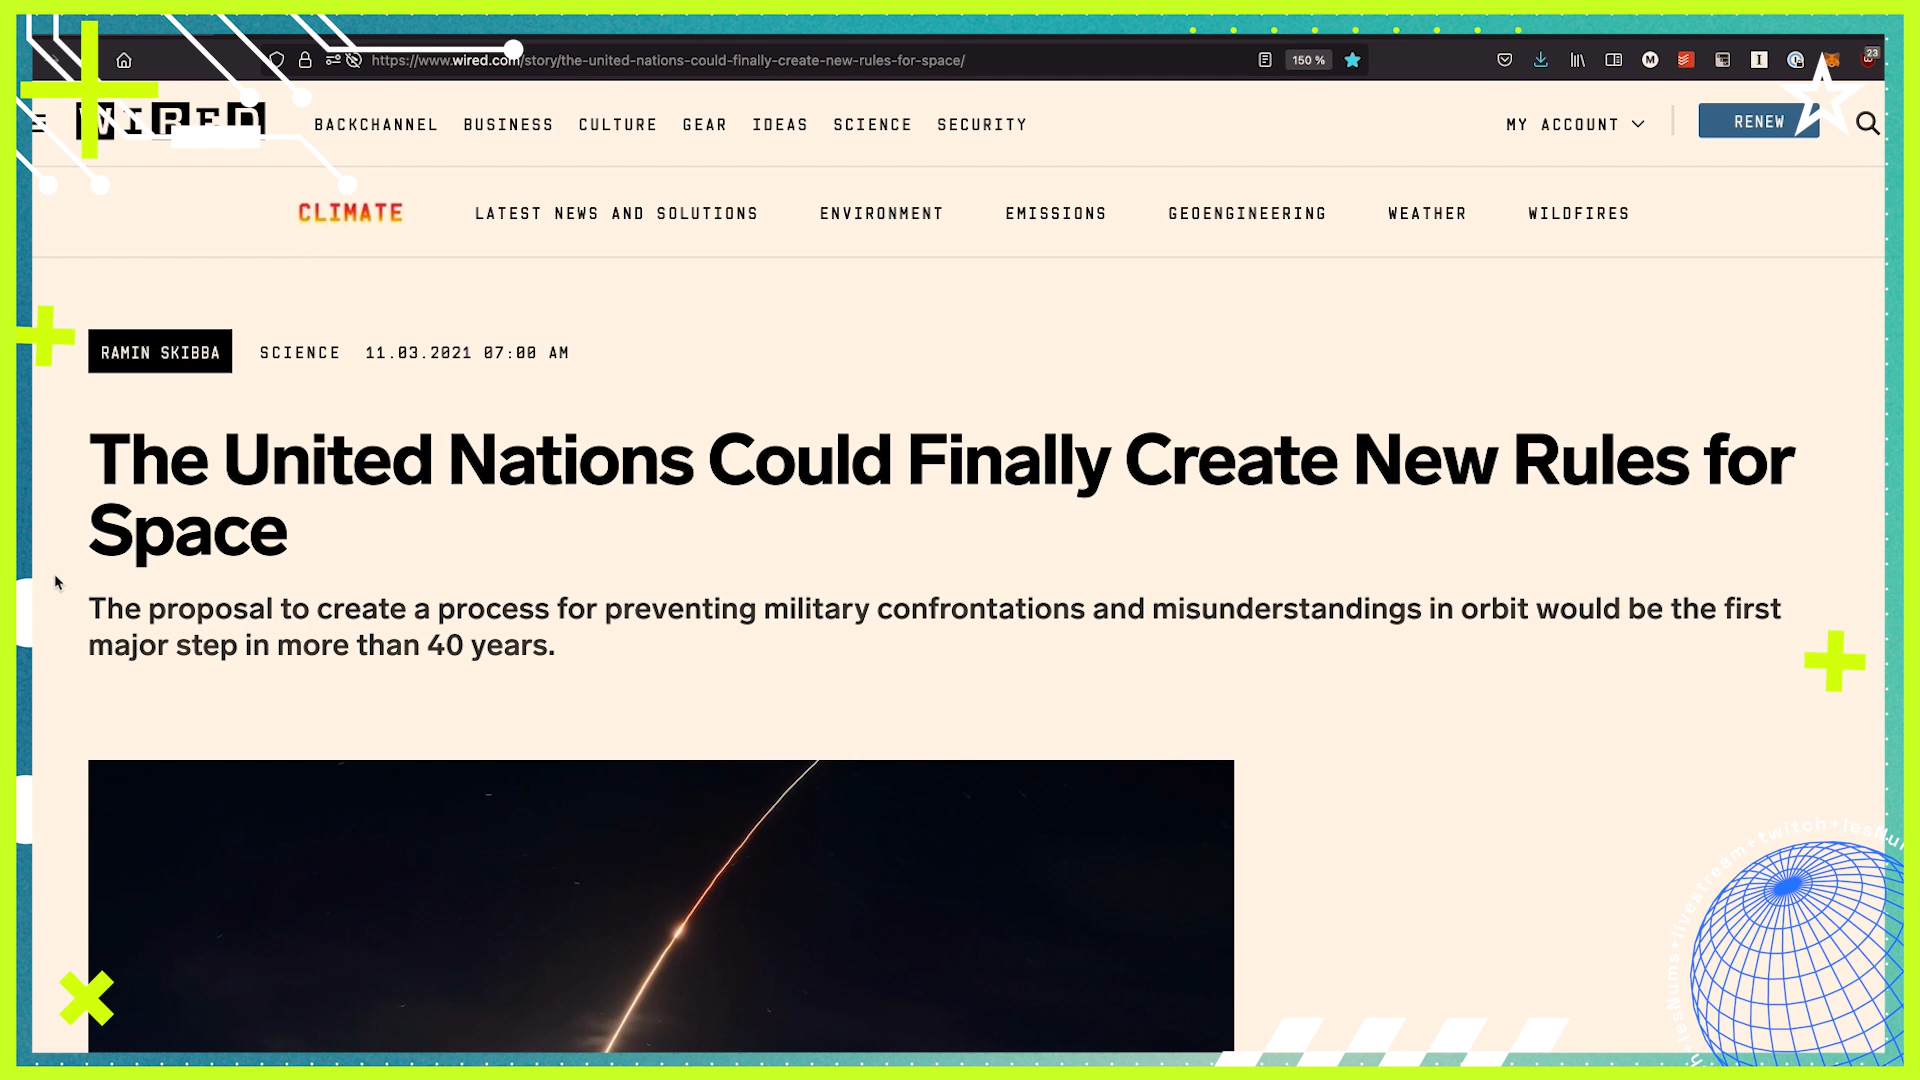 https://www.wired.com/story/the-united-nations-could-finally-create-new-rules-for-space/
150 %
M
I
23
WIRED
BACKCHANNEL BUSINESS CULTURE GEAR IDEAS SCIENCE SECURITY
MY ACCOUNT
RENEW
CLIMATE LATEST NEWS AND SOLUTIONS ENVIRONMENT EMISSIONS GEOENGINEERING WEATHER WILDFIRES
RAMIN SKIBBA SCIENCE 11.03.2021 07:00 AM
The United Nations Could Finally Create New Rules for
Space
The proposal to create a process for preventing military confrontations and misunderstandings in orbit would be the first
major step in more than 40 years.
lesNums+livestream+twitch+lesNu